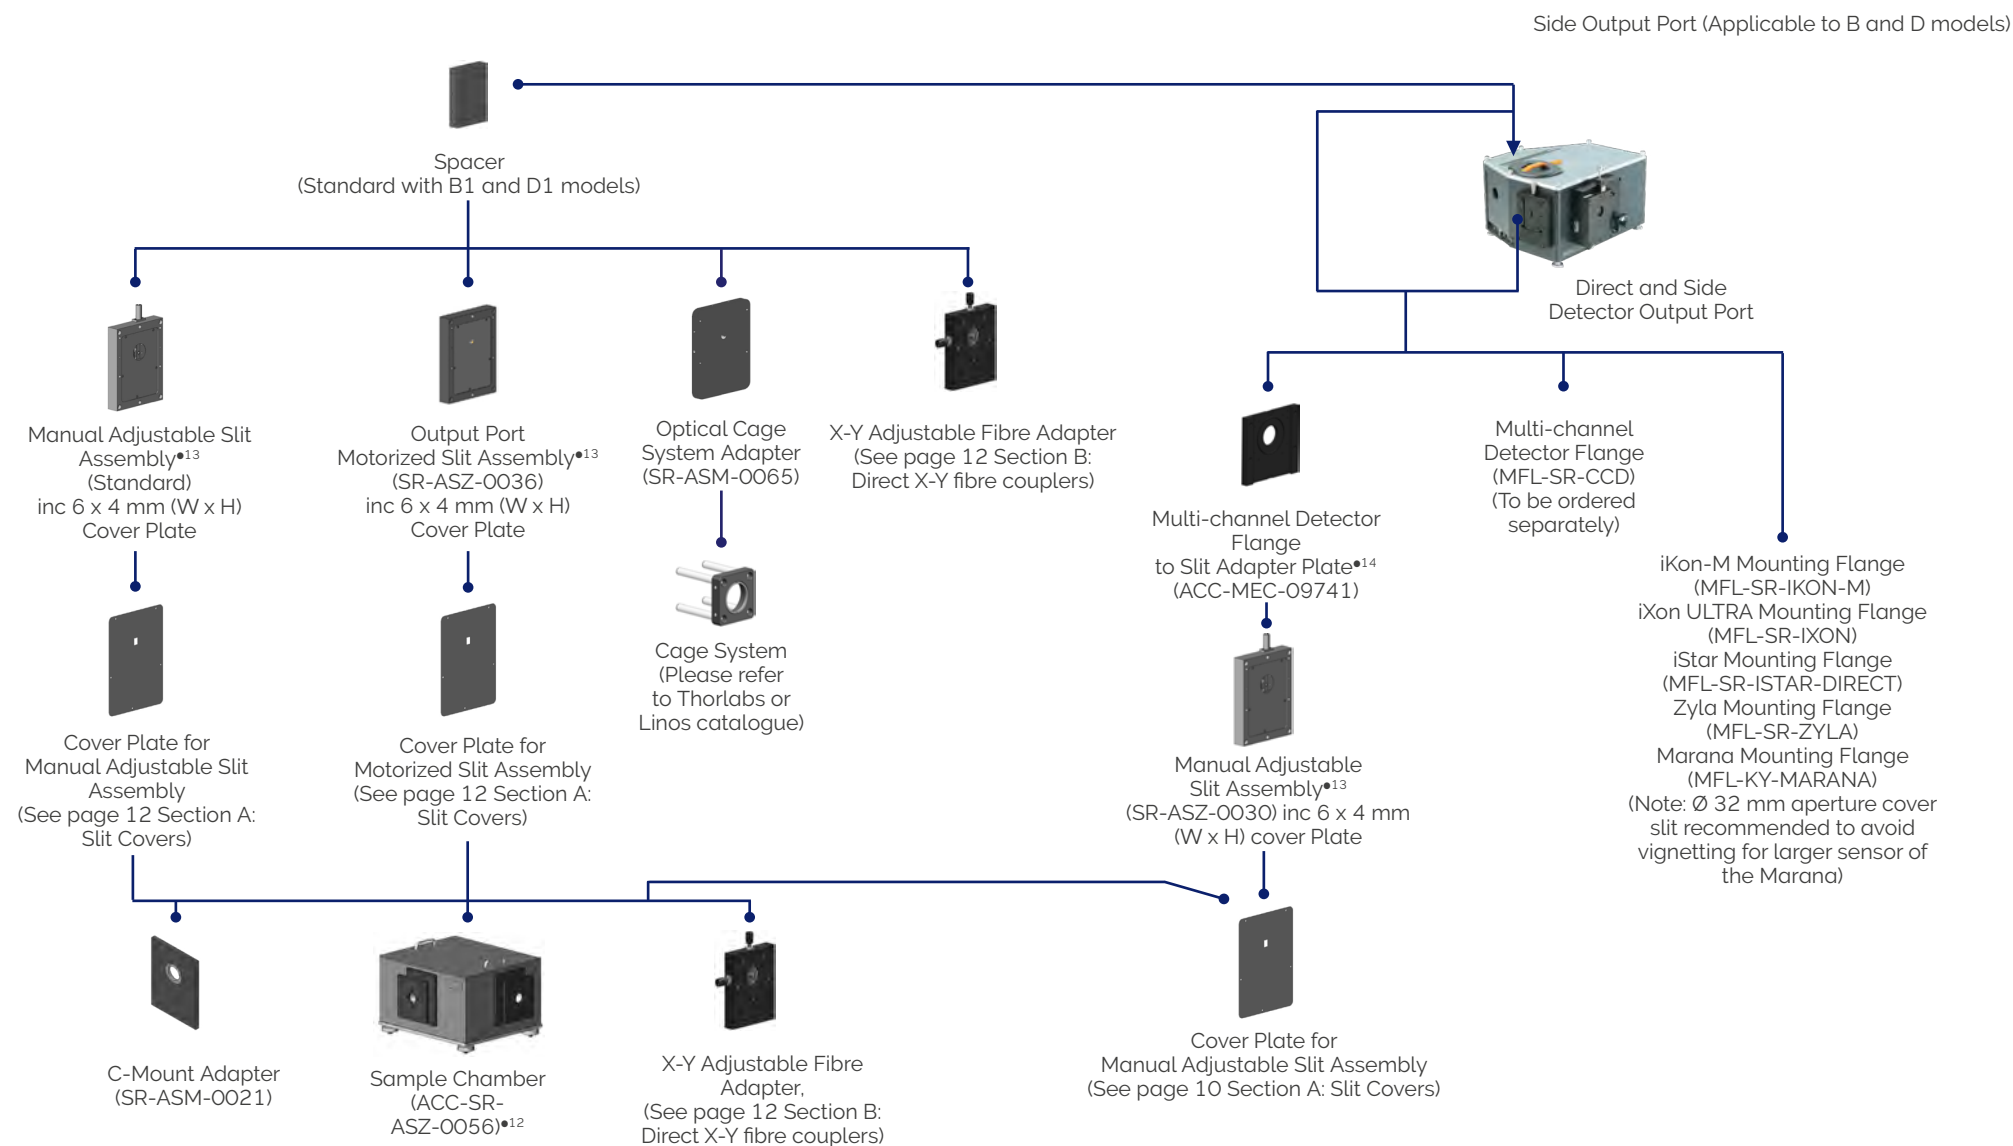 Side Output Port (Applicable to B and D models)
Spacer
(Standard with B1 and D1 models)
Direct and Side
Detector Output Port
Manual Adjustable Slit
Assembly●13
(Standard)
inc 6 x 4 mm (W x H)
Cover Plate
Output Port
Motorized Slit Assembly●13
(SR-ASZ-0036)
inc 6 x 4 mm (W x H)
Cover Plate
Optical Cage
System Adapter
(SR-ASM-0065)
X-Y Adjustable Fibre Adapter
(See page 12 Section B:
Direct X-Y fibre couplers)
Multi-channel Detector
Flange
to Slit Adapter Plate●14
(ACC-MEC-09741)
Multi-channel
Detector Flange
(MFL-SR-CCD)
(To be ordered
separately)
iKon-M Mounting Flange
(MFL-SR-IKON-M)
iXon ULTRA Mounting Flange
(MFL-SR-IXON)
iStar Mounting Flange
(MFL-SR-ISTAR-DIRECT)
Zyla Mounting Flange
(MFL-SR-ZYLA)
Marana Mounting Flange
(MFL-KY-MARANA)
(Note: Ø 32 mm aperture cover
slit recommended to avoid
vignetting for larger sensor of
the Marana)
Cage System
(Please refer
to Thorlabs or
Linos catalogue)
Cover Plate for
Manual Adjustable Slit
Assembly
(See page 12 Section A:
Slit Covers)
Cover Plate for
Motorized Slit Assembly
(See page 12 Section A:
Slit Covers)
Manual Adjustable
Slit Assembly●13
(SR-ASZ-0030) inc 6 x 4 mm
(W x H) cover Plate
C-Mount Adapter
(SR-ASM-0021)
Sample Chamber
(ACC-SR-
ASZ-0056)●12
X-Y Adjustable Fibre
Adapter,
(See page 12 Section B:
Direct X-Y fibre couplers)
Cover Plate for
Manual Adjustable Slit Assembly
(See page 10 Section A: Slit Covers)